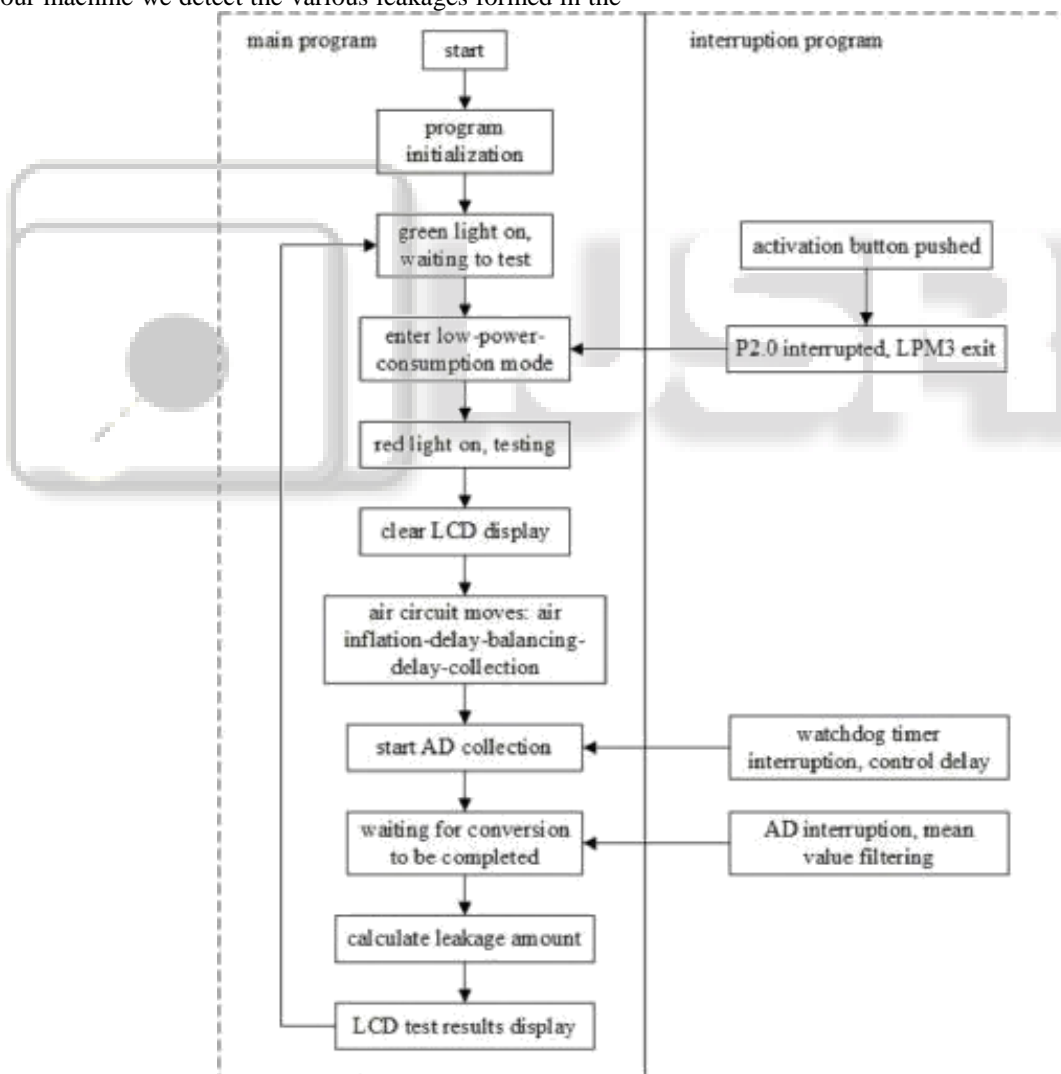 our machine we detect the various leakages formed in the
main program
interruption program
start
program
initialization
green light on,
waiting to test
activation button pushed
enter low-power-
consumption mode
P2.0 interrupted, LPM3 exit
red light on, testing
clear LCD display
air circuit moves: air
inflation-delay-balancing-
delay-collection
start AD collection
watchdog timer
interruption, control delay
waiting for conversion
to be completed
AD interruption, mean
value filtering
calculate leakage amount
LCD test results display